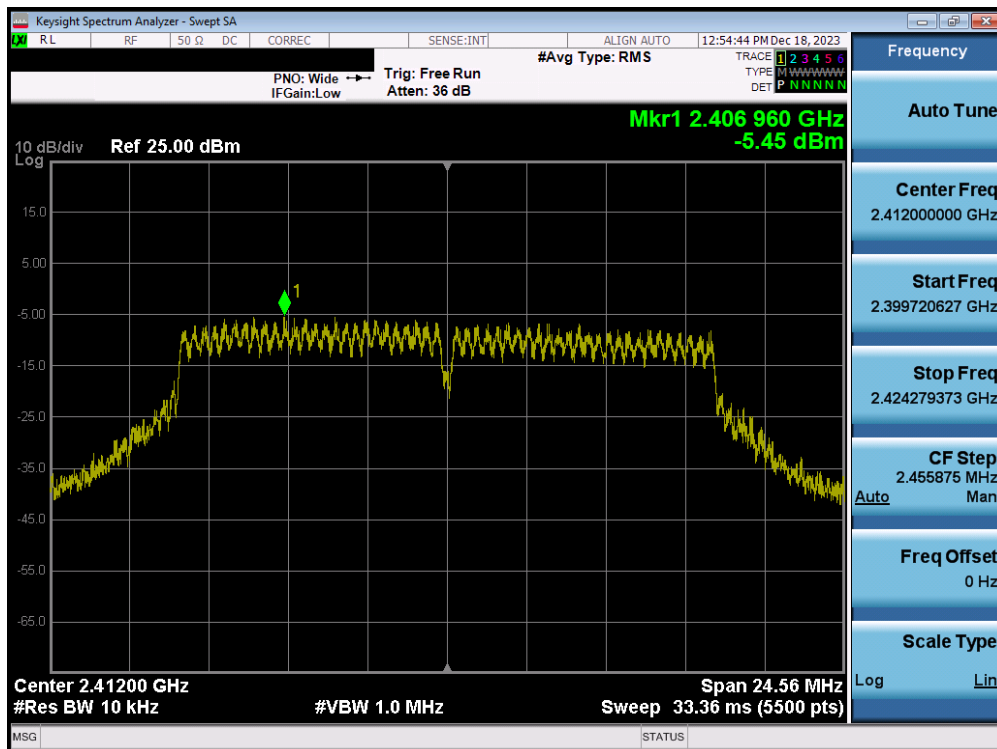 Keysight Spectrum Analyzer - Swept SA
LXI RL RF 50 Ω DC CORREC SENSE:INT ALIGN AUTO 12:54:44 PM Dec 18, 2023
PNO: Wide
IFGain:Low
Trig: Free Run
Atten: 36 dB
#Avg Type: RMS
TRACE 1 2 3 4 5 6
TYPE M WWWWW
DET P N N N N N
Mkr1 2.406 960 GHz
-5.45 dBm
10 dB/div
Log
Ref 25.00 dBm
1
15.0
5.00
-5.00
-15.0
-25.0
-35.0
-45.0
-55.0
-65.0
Center 2.41200 GHz
Span 24.56 MHz
#Res BW 10 kHz
#VBW 1.0 MHz
Sweep 33.36 ms (5500 pts)
MSG
STATUS
Frequency
Auto Tune
Center Freq
2.412000000 GHz
Start Freq
2.399720627 GHz
Stop Freq
2.424279373 GHz
CF Step
2.455875 MHz
Auto Man
Freq Offset
0 Hz
Scale Type
Log Lin